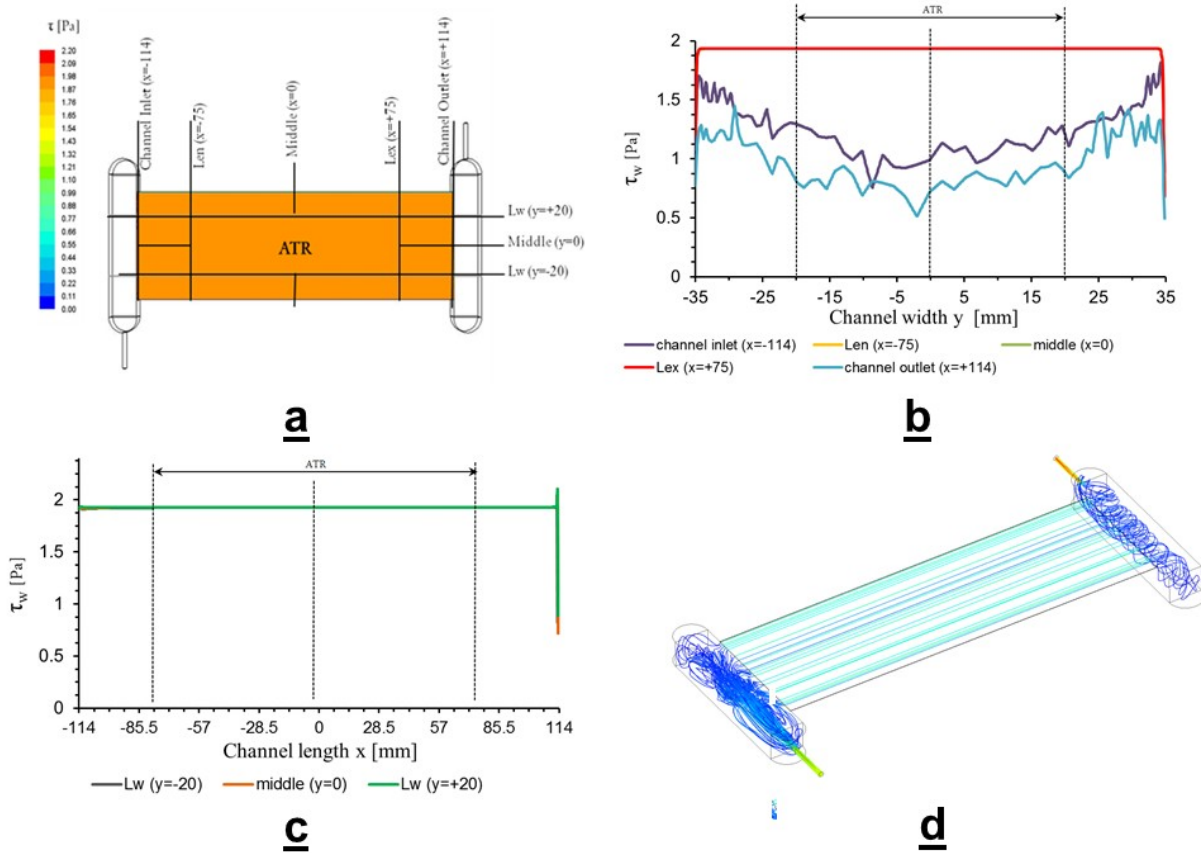 τ [Pa]
2.20
2.09
1.98
1.87
1.76
1.65
1.54
1.43
1.32
1.21
1.10
0.99
0.88
0.77
0.66
0.55
0.44
0.33
0.22
0.11
0.00
Channel Inlet (x=-114)
Len (x=-75)
Middle (x=0)
Lex (x=+75)
Channel Outlet (x=+114)
Lw (y=+20)
Middle (y=0)
Lw (y=-20)
ATR
a
ATR
τw [Pa]
2
1.5
1
0.5
0
-35 -25 -15 -5 5 15 25 35
Channel width y [mm]
channel inlet (x=-114) Len (x=-75) middle (x=0)
Lex (x=+75) channel outlet (x=+114)
b
ATR
τw [Pa]
2
1.5
1
0.5
0
-114 -85.5 -57 -28.5 0 28.5 57 85.5 114
Channel length x [mm]
Lw (y=-20) middle (y=0) Lw (y=+20)
c
d